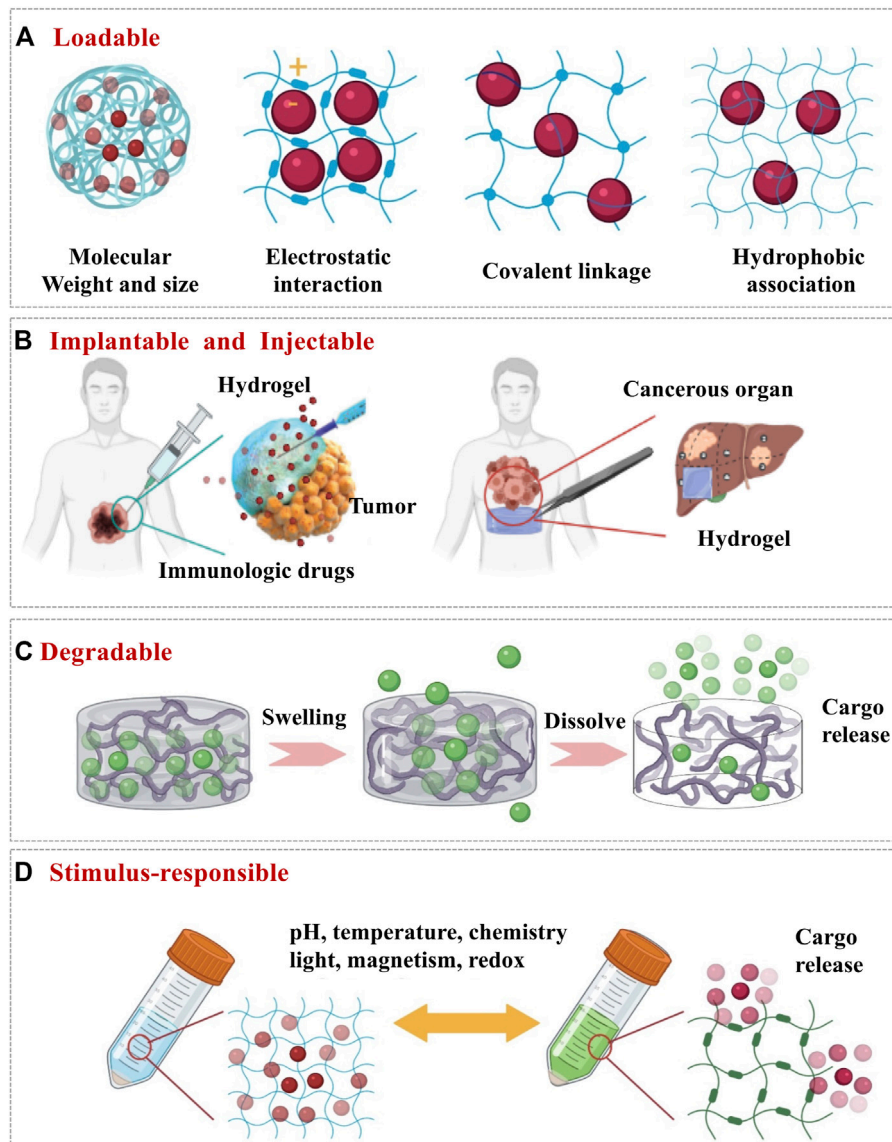 A Loadable
Molecular
Weight and size
Electrostatic
interaction
Covalent linkage
Hydrophobic
association
+
-
B Implantable and Injectable
Hydrogel
Tumor
Immunologic drugs
Cancerous organ
Hydrogel
C Degradable
Swelling
Dissolve
Cargo
release
D Stimulus-responsible
pH, temperature, chemistry
light, magnetism, redox
Cargo
release